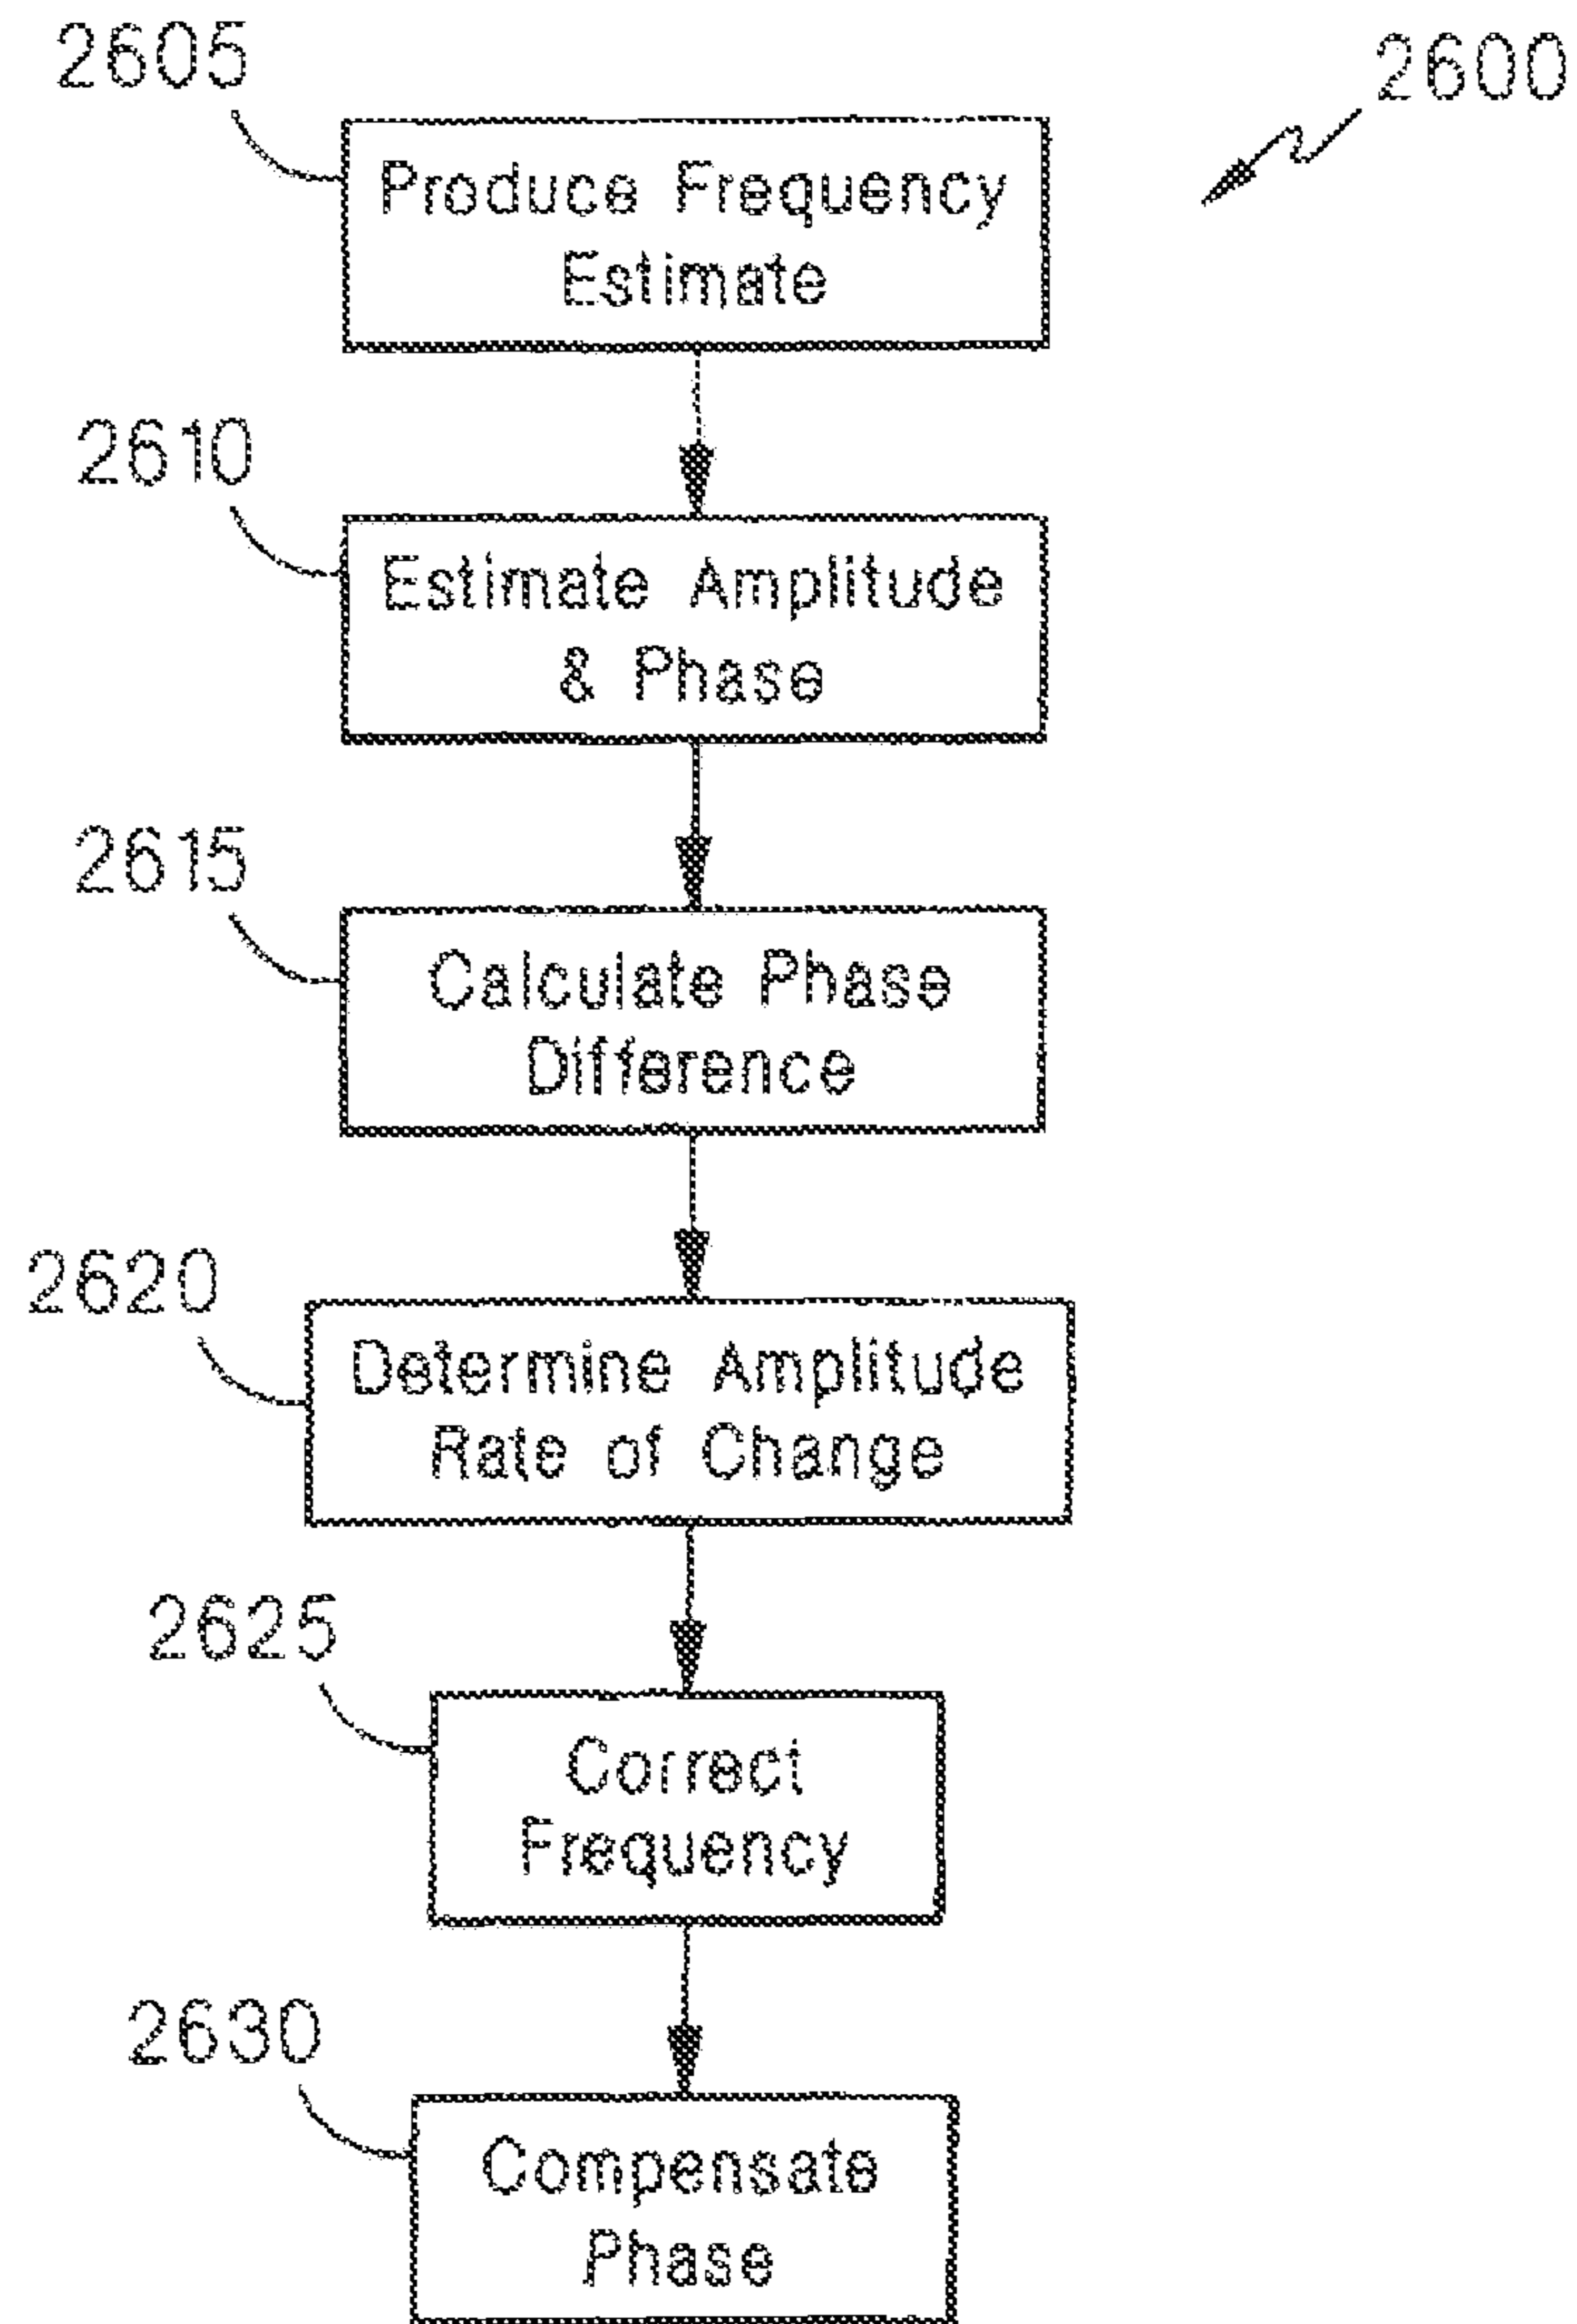 2605
2600
Produce Frequency
Estimate
2610
Estimate Amplitude
& Phase
2615
Calculate Phase
Difference
2620
Determine Amplitude
Rate of Change
2625
Correct
Frequency
2630
Compensate
Phase